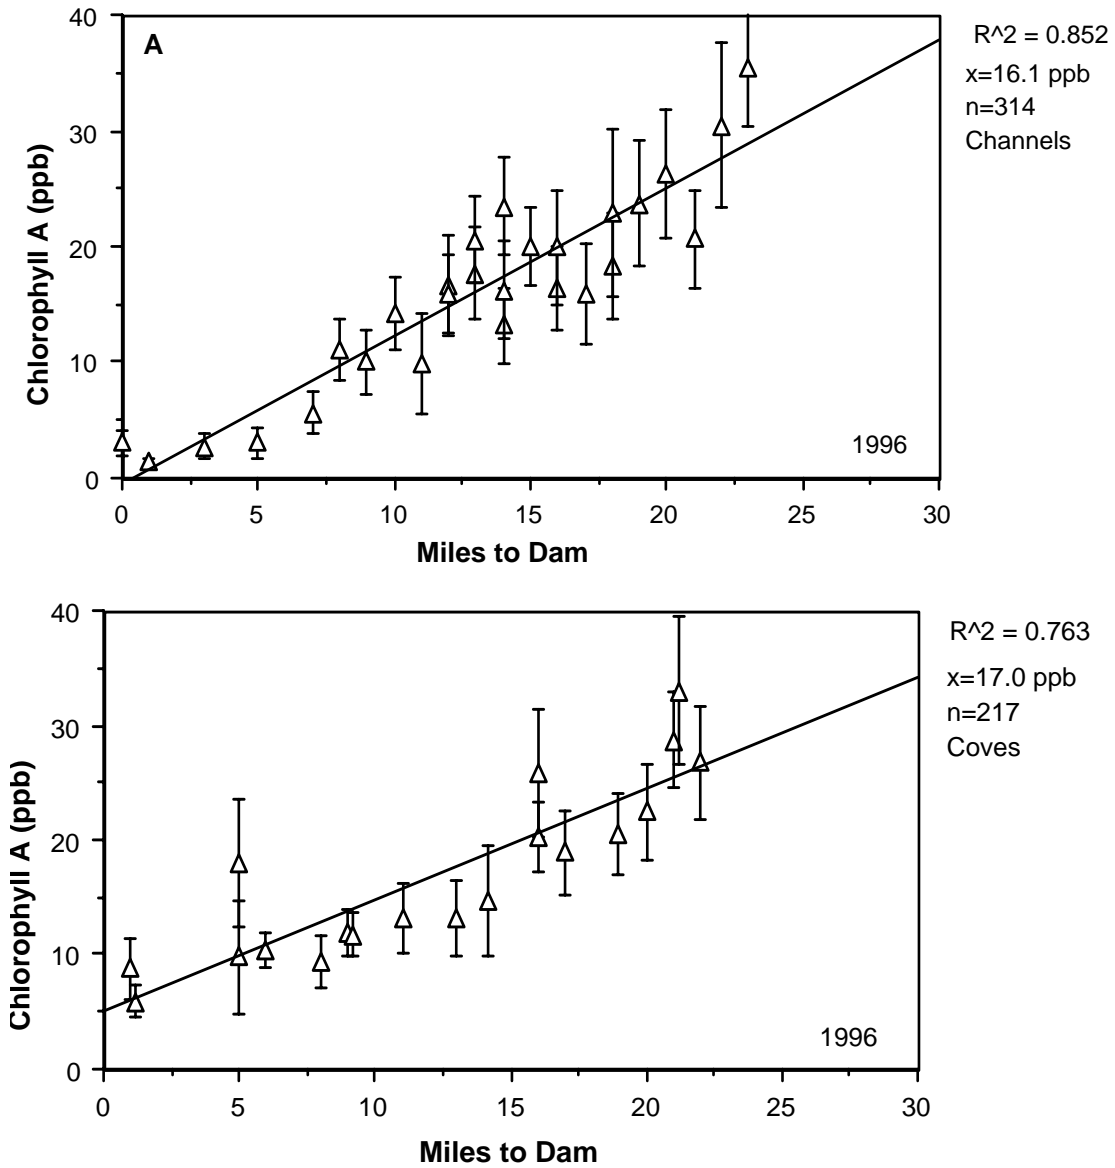 A
R^2 = 0.852
x=16.1 ppb
n=314
Channels
Chlorophyll A (ppb)
40
30
20
10
0
1996
0 5 10 15 20 25 30
Miles to Dam
R^2 = 0.763
x=17.0 ppb
n=217
Coves
Chlorophyll A (ppb)
40
30
20
10
0
1996
0 5 10 15 20 25 30
Miles to Dam